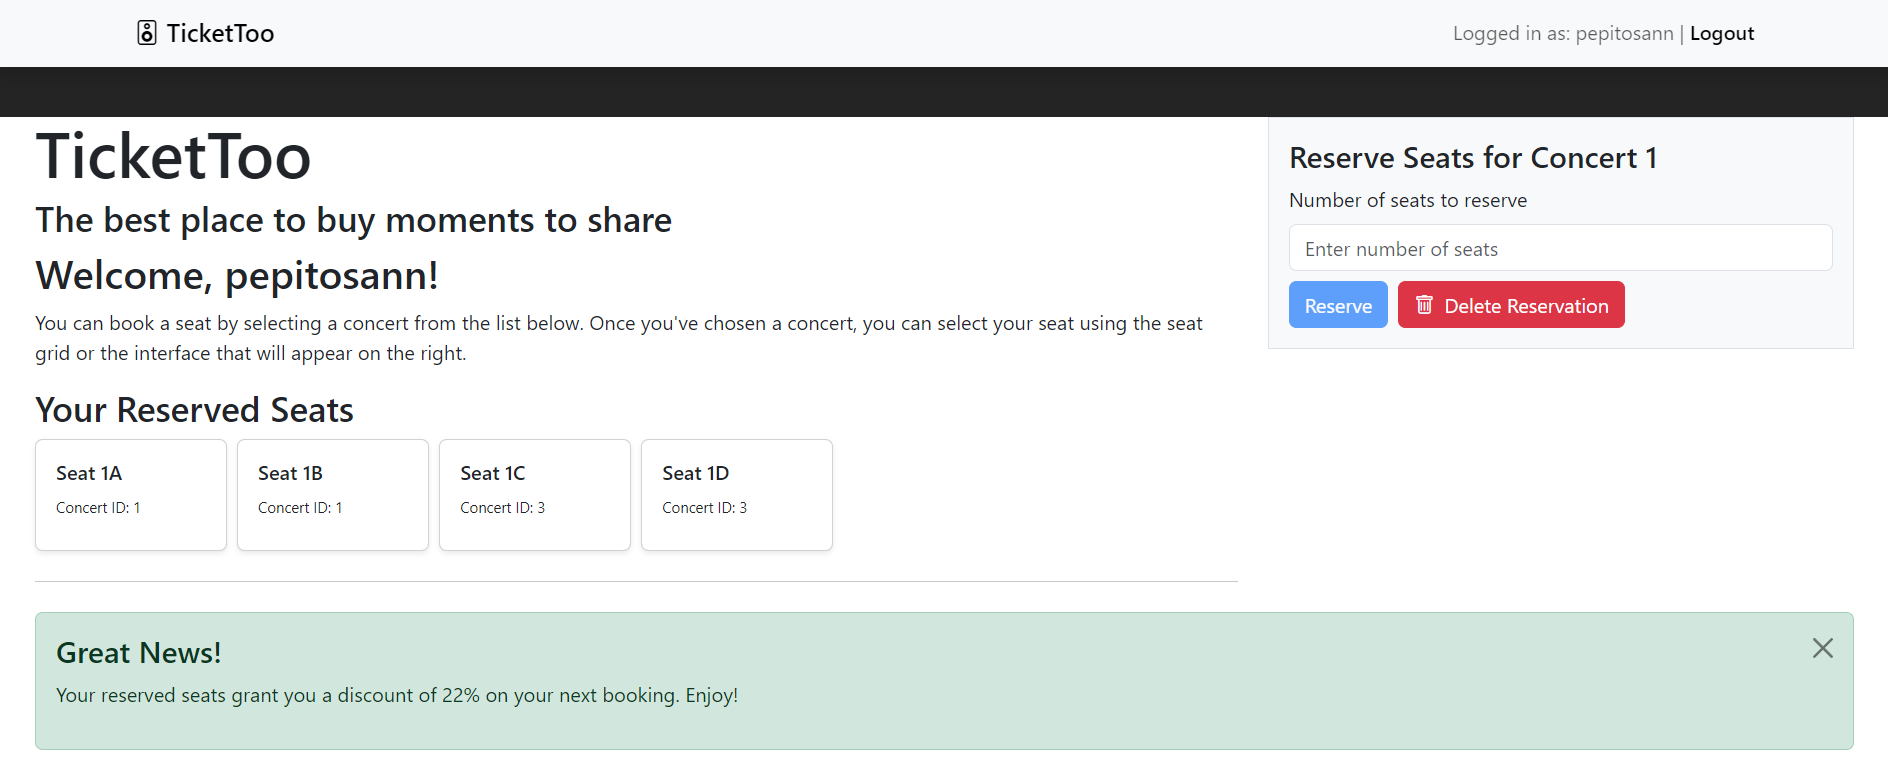 TicketToo
Logged in as: pepitosann | Logout
TicketToo
The best place to buy moments to share
Welcome, pepitosann!
You can book a seat by selecting a concert from the list below. Once you've chosen a concert, you can select your seat using the seat
grid or the interface that will appear on the right.
Reserve Seats for Concert 1
Number of seats to reserve
Enter number of seats
Reserve
Delete Reservation
Your Reserved Seats
Seat 1A
Concert ID: 1
Seat 1B
Concert ID: 1
Seat 1C
Concert ID: 3
Seat 1D
Concert ID: 3
Great News!
Your reserved seats grant you a discount of 22% on your next booking. Enjoy!